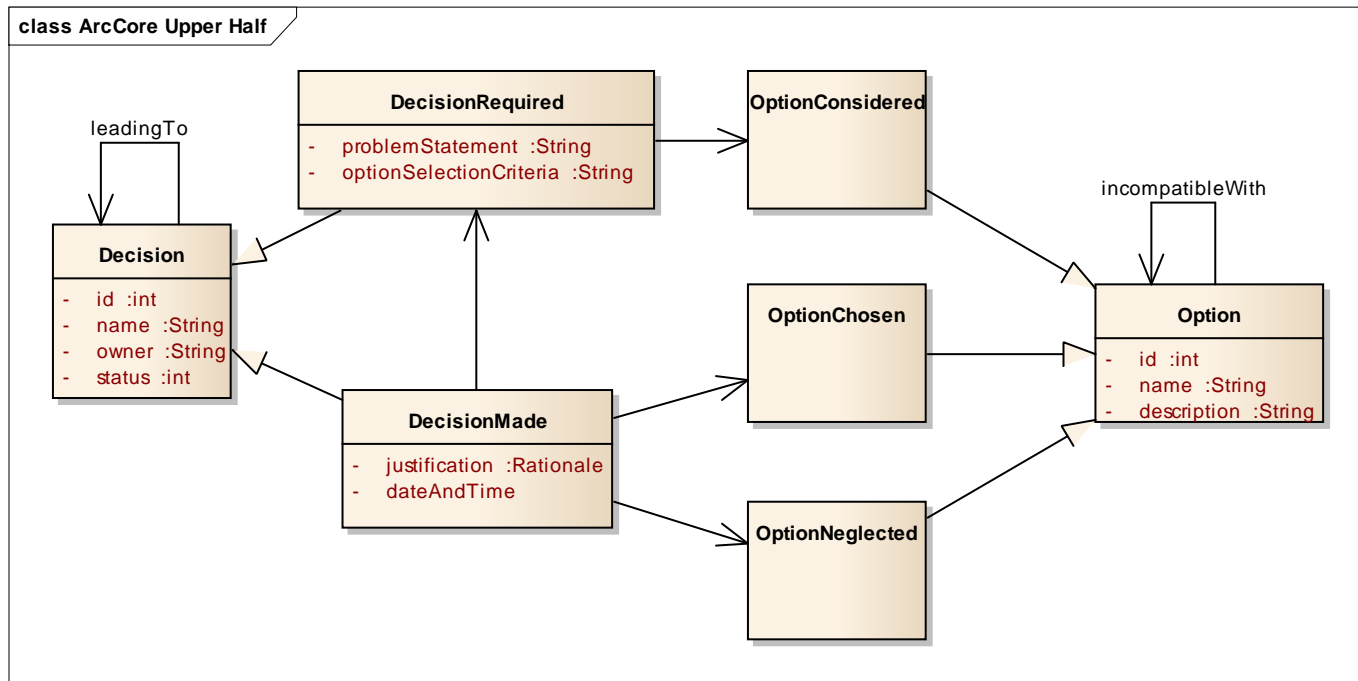 class ArcCore Upper Half
leadingTo
Decision
- id :int
- name :String
- owner :String
- status :int
DecisionRequired
- problemStatement :String
- optionSelectionCriteria :String
DecisionMade
- justification :Rationale
- dateAndTime
OptionConsidered
OptionChosen
OptionNeglected
incompatibleWith
Option
- id :int
- name :String
- description :String